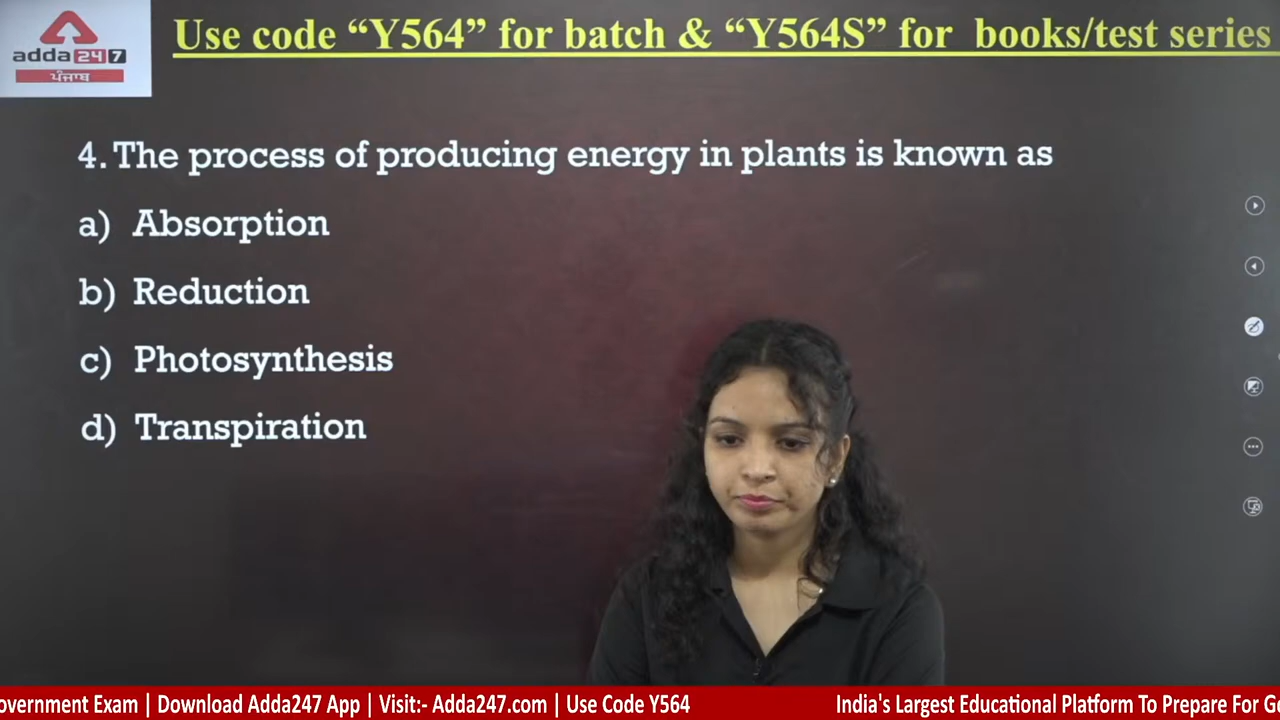 Use code “Y564” for batch & “Y564S” for books/test series
adda247
ਪੰਜਾਬ
4. The process of producing energy in plants is known as
a) Absorption
b) Reduction
c) Photosynthesis
d) Transpiration
overnment Exam | Download Adda247 App | Visit:- Adda247.com | Use Code Y564
India's Largest Educational Platform To Prepare For G